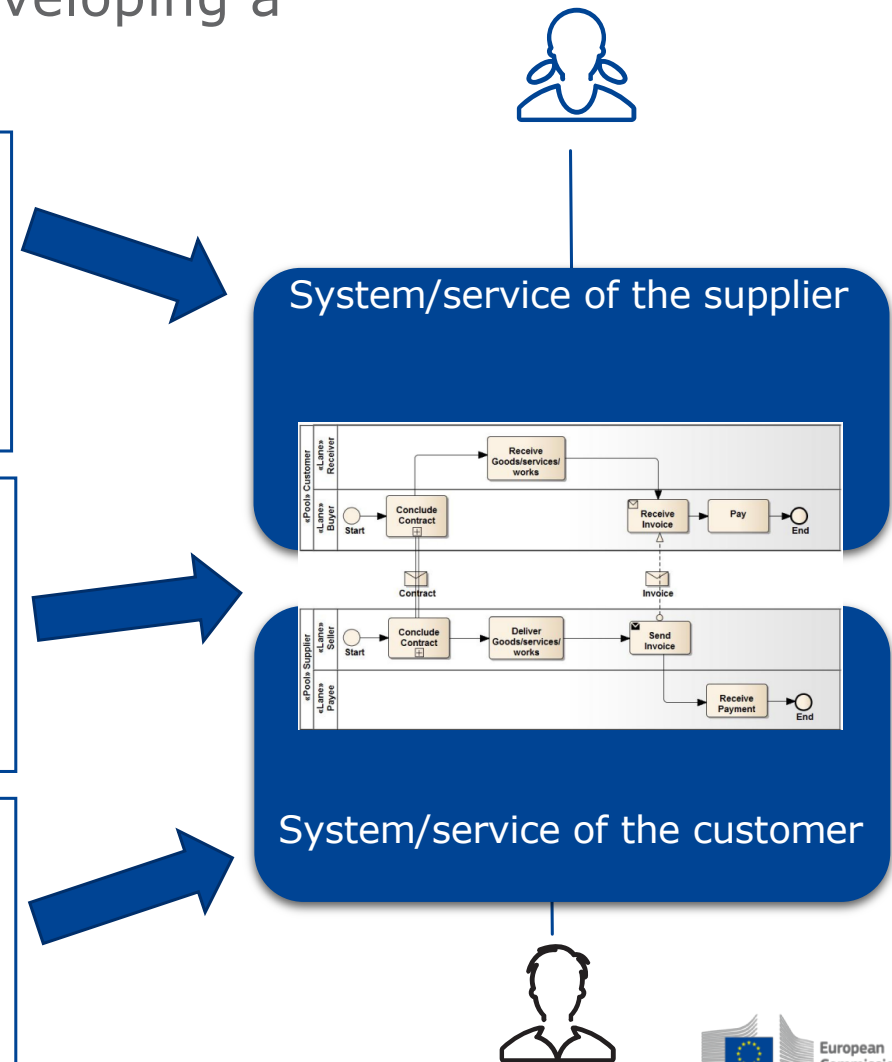 veloping a
System/service of the supplier
«Pool» Customer
«Lane»
Receiver
Receive
Goods/services/
works
«Lane»
Buyer
Start
Conclude
Contract
Receive
Invoice
Pay
End
Contract
Invoice
«Pool» Supplier
«Lane»
Seller
Start
Conclude
Contract
Deliver
Goods/services/
works
Send
Invoice
«Lane»
Payee
Receive
Payment
End
System/service of the customer
European